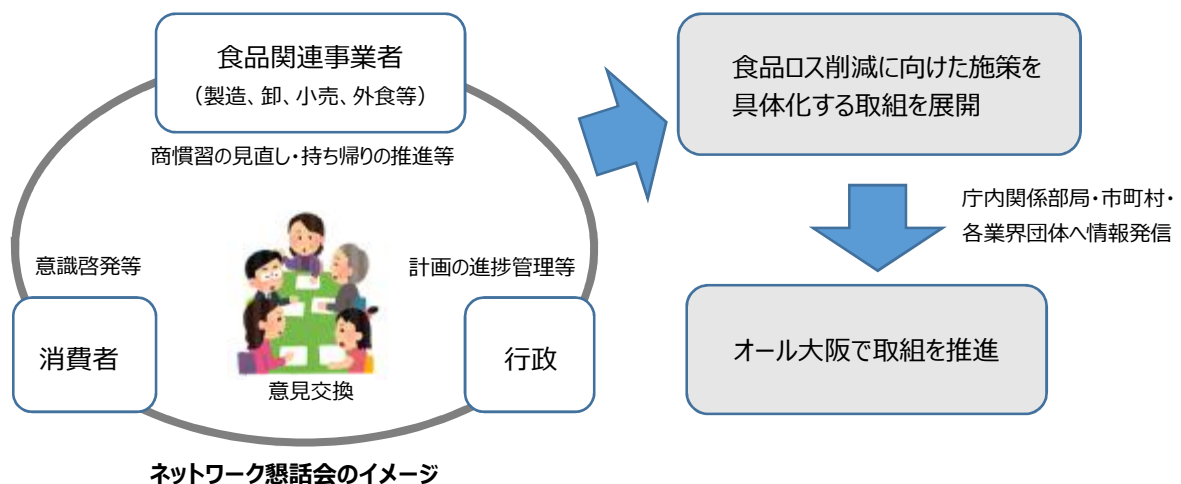 食品関連事業者
（製造、卸、小売、外食等）
商慣習の見直し・持ち帰りの推進等
意識啓発等
計画の進捗管理等
消費者
行政
意見交換
ネットワーク懇話会のイメージ
食品ロス削減に向けた施策を
具体化する取組を展開
庁内関係部局・市町村・
各業界団体へ情報発信
オール大阪で取組を推進